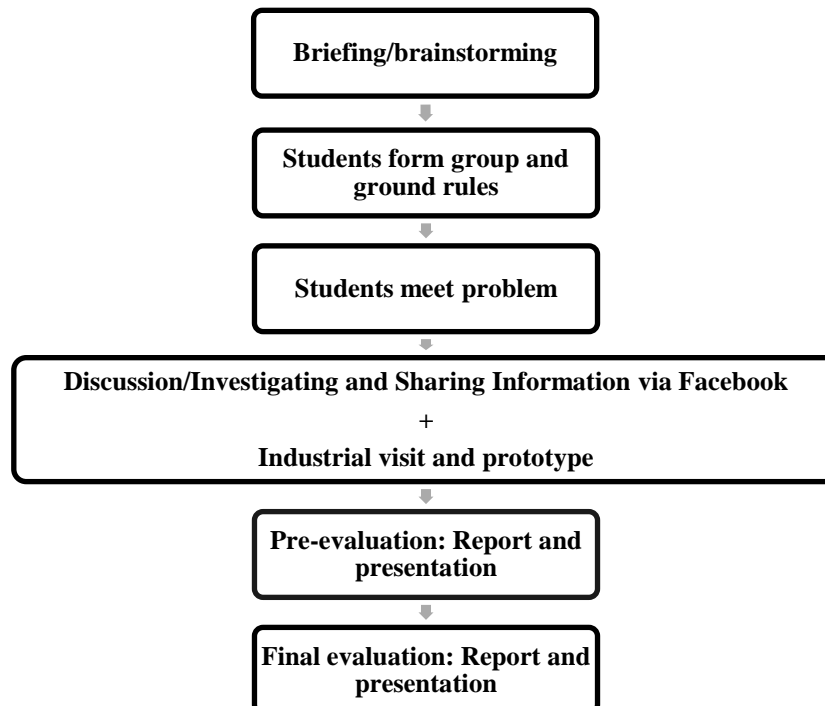 Briefing/brainstorming
Students form group and
ground rules
Students meet problem
Discussion/Investigating and Sharing Information via Facebook
+
Industrial visit and prototype
Pre-evaluation: Report and
presentation
Final evaluation: Report and
presentation